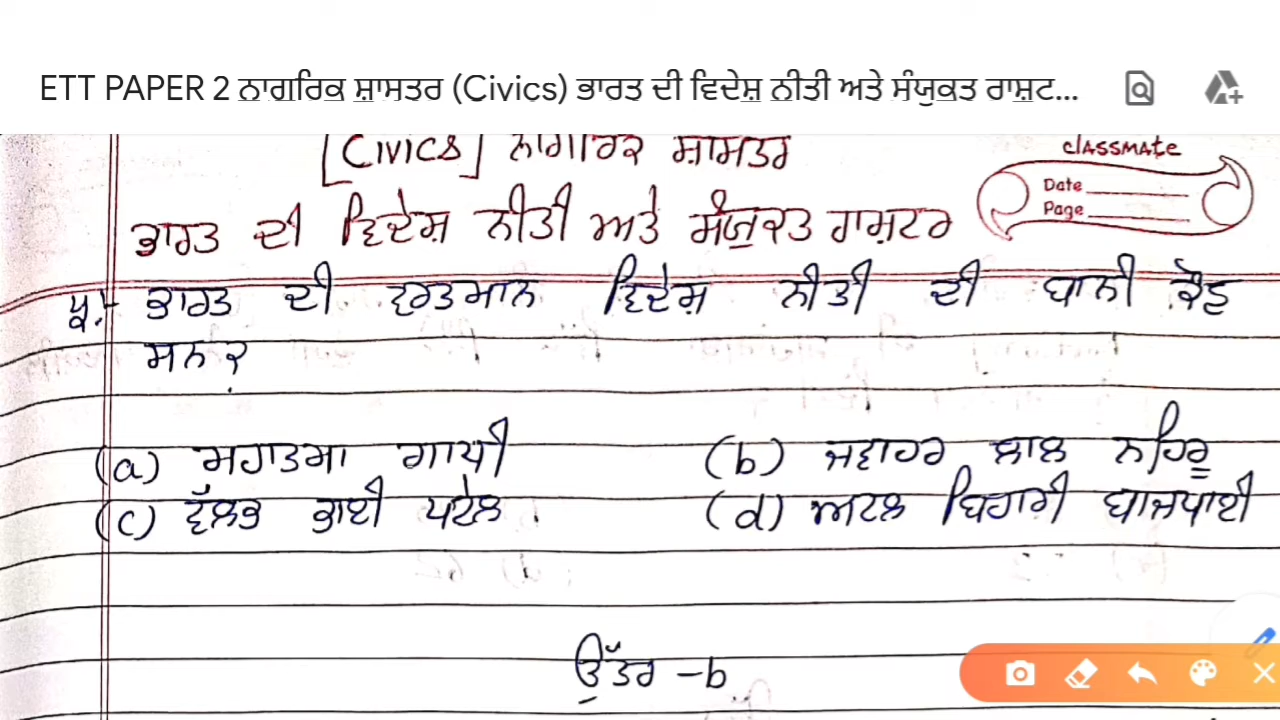 ETT PAPER 2 ਨਾਗਰਿਕ ਸ਼ਾਸਤਰ (Civics) ਭਾਰਤ ਦੀ ਵਿਦੇਸ਼ ਨੀਤੀ ਅਤੇ ਸੰਯੁਕਤ ਰਾਸ਼ਟ...
[CIVICS] ਨਾਗਰਿਕ ਸ਼ਾਸਤਰ
classmate
Date
Page
ਭਾਰਤ ਦੀ ਵਿਦੇਸ਼ ਨੀਤੀ ਅਤੇ ਸੰਯੁਕਤ ਰਾਸ਼ਟਰ
ਪ੍ਰ:- ਭਾਰਤ ਦੀ ਵਰਤਮਾਨ ਵਿਦੇਸ਼ ਨੀਤੀ ਦੀ ਬਾਨੀ ਕੌਣ
ਸਨ ?
(a) ਮਹਾਤਮਾ ਗਾਧੀ (b) ਜਵਾਹਰ ਲਾਲ ਨਹਿਰੂ
(c) ਵੱਲਭ ਭਾਈ ਪਟੇਲ (d) ਅਟਲ ਬਿਹਾਰੀ ਬਾਜਪਾਈ
ਉੱਤਰ -b